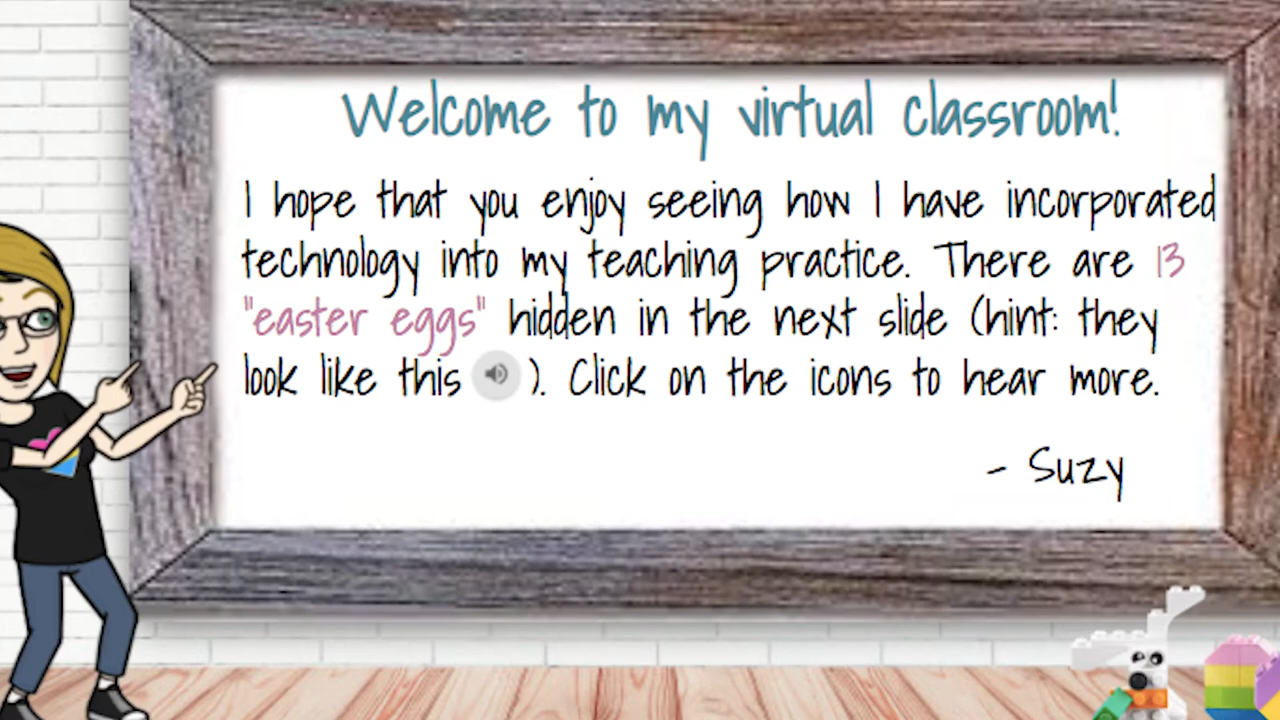 Welcome to my virtual classroom!
I hope that you enjoy seeing how I have incorporated
technology into my teaching practice. There are 13
"easter eggs" hidden in the next slide (hint: they
look like this ). Click on the icons to hear more.
- Suzy